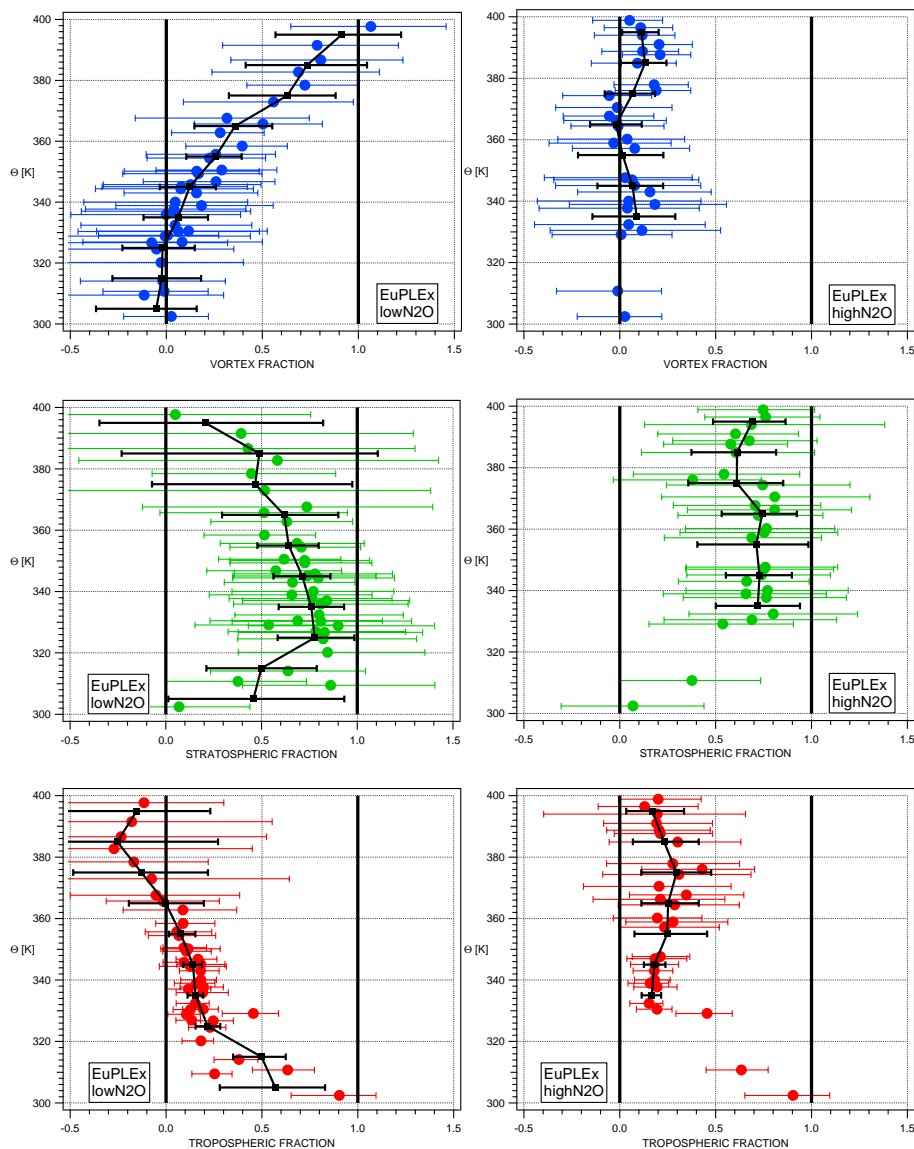 400
380
360
Θ [K]
340
320
300
EuPLEx
lowN2O
-0.5 0.0 0.5 1.0 1.5
VORTEX FRACTION
400
380
360
Θ [K]
340
320
300
EuPLEx
highN2O
-0.5 0.0 0.5 1.0 1.5
VORTEX FRACTION
400
380
360
Θ [K]
340
320
300
EuPLEx
lowN2O
-0.5 0.0 0.5 1.0 1.5
STRATOSPHERIC FRACTION
400
380
360
Θ [K]
340
320
300
EuPLEx
highN2O
-0.5 0.0 0.5 1.0 1.5
STRATOSPHERIC FRACTION
400
380
360
Θ [K]
340
320
300
EuPLEx
lowN2O
-0.5 0.0 0.5 1.0 1.5
TROPOSPHERIC FRACTION
400
380
360
Θ [K]
340
320
300
EuPLEx
highN2O
-0.5 0.0 0.5 1.0 1.5
TROPOSPHERIC FRACTION